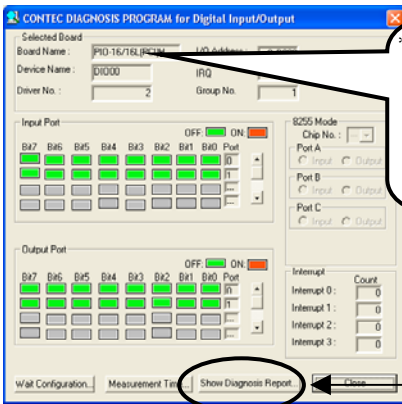 CONTEC DIAGNOSIS PROGRAM for Digital Input/Output
Selected Board
Board Name : PIO-16/16L(PCI)H
Device Name : DIO00 IRQ
Driver No. : 2 Group No. 1
Input Port
OFF: ON:
Bit7 Bit6 Bit5 Bit4 Bit3 Bit2 Bit1 Bit0 Port
0
1
8255 Mode
Chip No. :
Port A
Input Output
Port B
Input Output
Port C
Input Output
Output Port
OFF: ON:
Bit7 Bit6 Bit5 Bit4 Bit3 Bit2 Bit1 Bit0 Port
0
1
Interrupt
Count
Interrupt 0 : 0
Interrupt 1 : 0
Interrupt 2 : 0
Interrupt 3 : 0
Wait Configuration... Measurement Show Diagnosis Report... Close